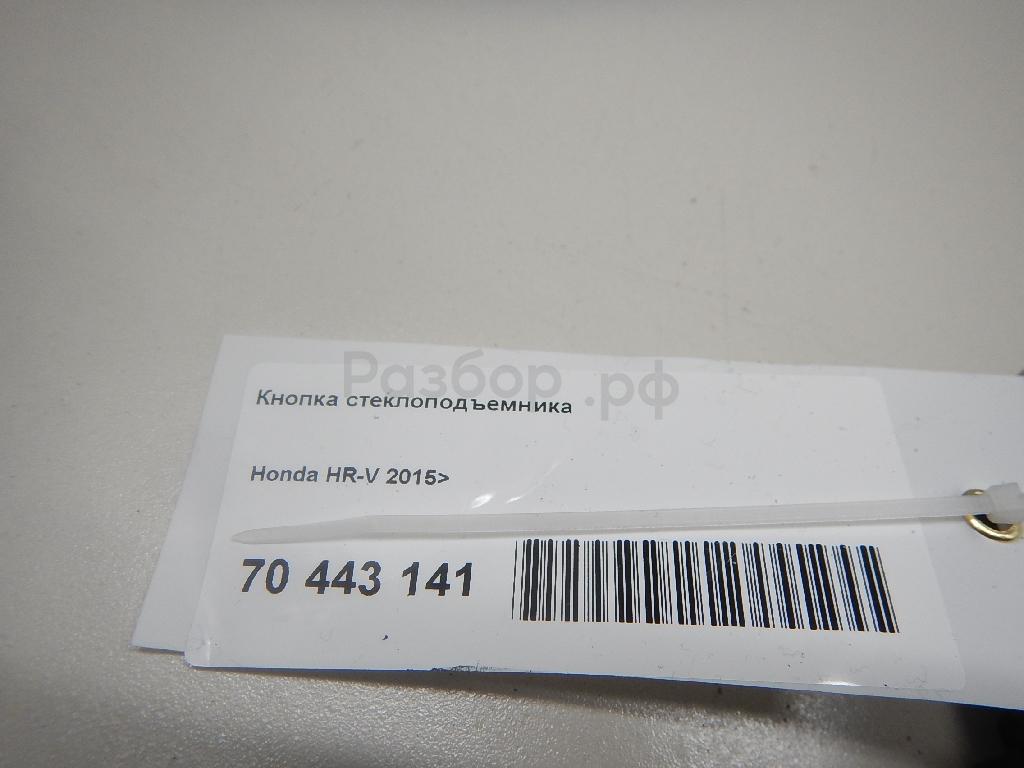 Разбор.рф
Кнопка стеклоподъемника
Honda HR-V 2015>
70 443 141